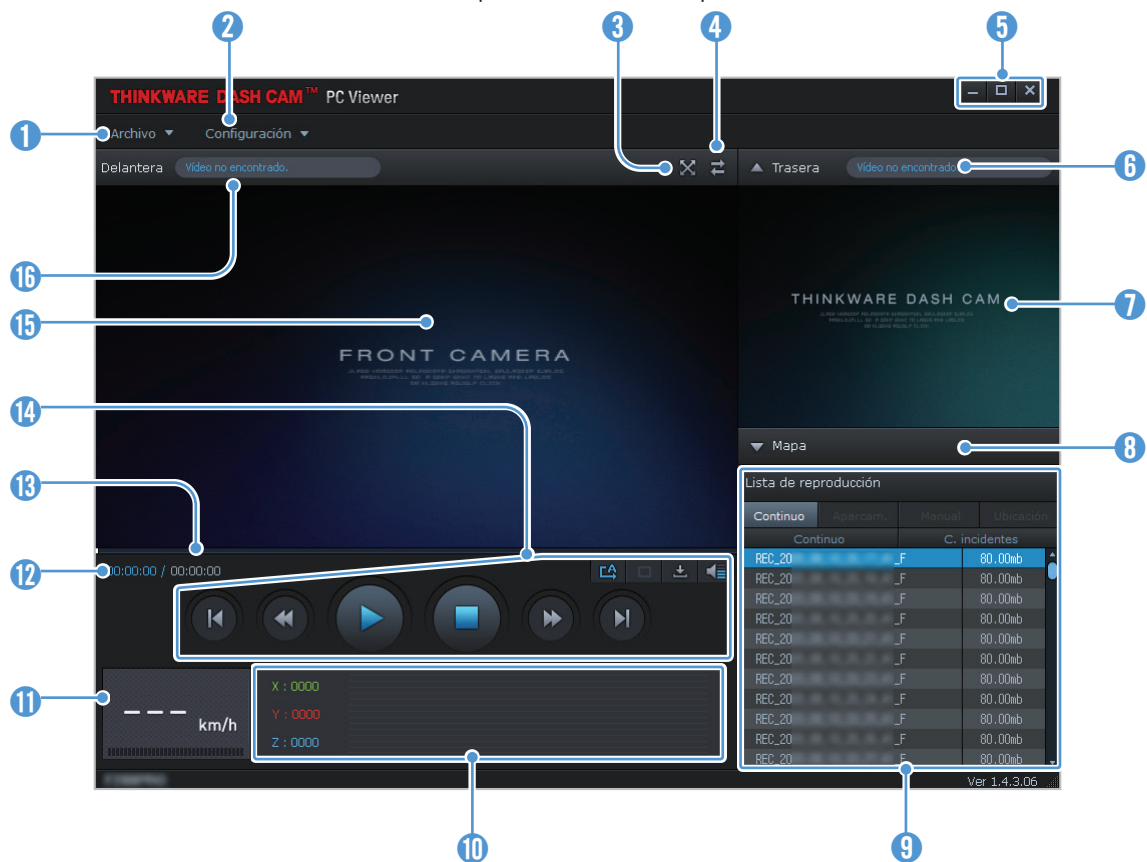 2
3
4
5
THINKWARE DASH CAM™ PC Viewer
1
Archivo
Configuración
Delantera
Vídeo no encontrado.
Trasera
Vídeo no encontrado
6
16
15
THINKWARE DASH CAM
7
FRONT CAMERA
14
Mapa
8
13
Lista de reproducción
Continuo
Aparcam.
Manual
Ubicación
Continuo
C. incidentes
12
00:00:00 / 00:00:00
REC_20 _F 80.00mb
REC_20 _F 80.00mb
REC_20 _F 80.00mb
REC_20 _F 80.00mb
REC_20 _F 80.00mb
REC_20 _F 80.00mb
REC_20 _F 80.00mb
REC_20 _F 80.00mb
REC_20 _F 80.00mb
REC_20 _F 80.00mb
REC_20 _F 80.00mb
11
--- km/h
X : 0000
Y : 0000
Z : 0000
Ver 1.4.3.06
10
9